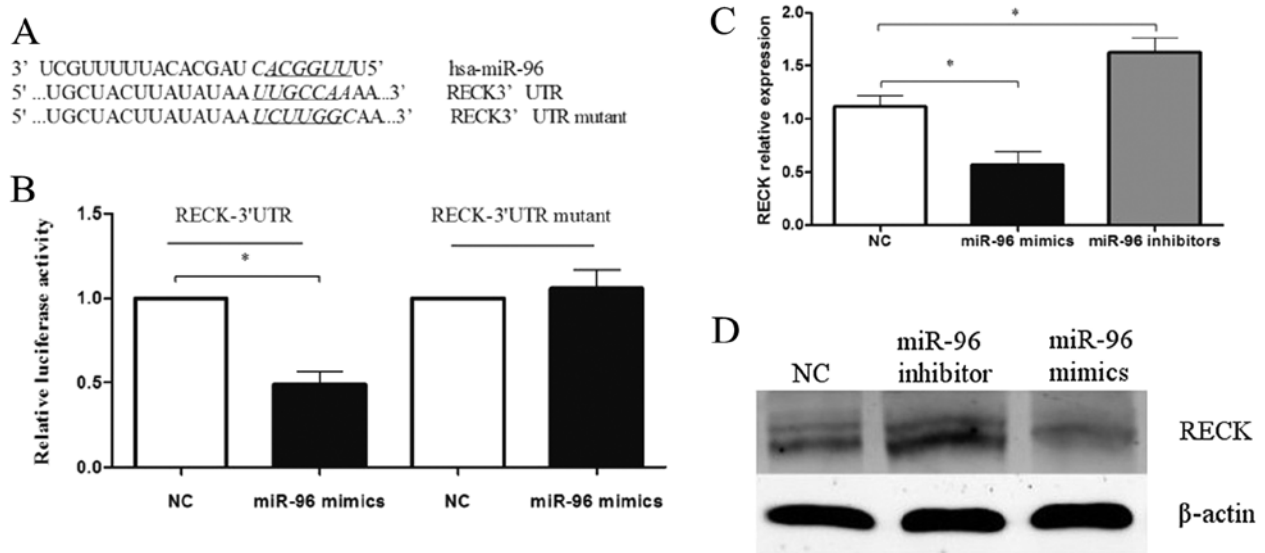 A
3’ UCGUUUUUACACGAU CACGGUUU5’ hsa-miR-96
5’ ...UGCUACUUAUAUAA UUGCCAAAA...3’ RECK3’ UTR
5’ ...UGCUACUUAUAUAA UCUUGGCAA...3’ RECK3’ UTR mutant
B
Relative luciferase activity
1.5
1.0
0.5
0.0
RECK-3'UTR
RECK-3'UTR mutant
*
NC
miR-96 mimics
NC
miR-96 mimics
C
RECK relative expression
2.0
1.5
1.0
0.5
0.0
*
*
NC
miR-96 mimics
miR-96 inhibitors
D
NC
miR-96 inhibitor
miR-96 mimics
RECK
β-actin